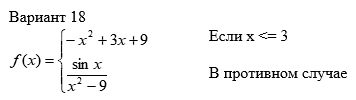 Вариант 18
f(x) = { −x² + 3x + 9 Если x <= 3
sin x / x² − 9 В противном случае